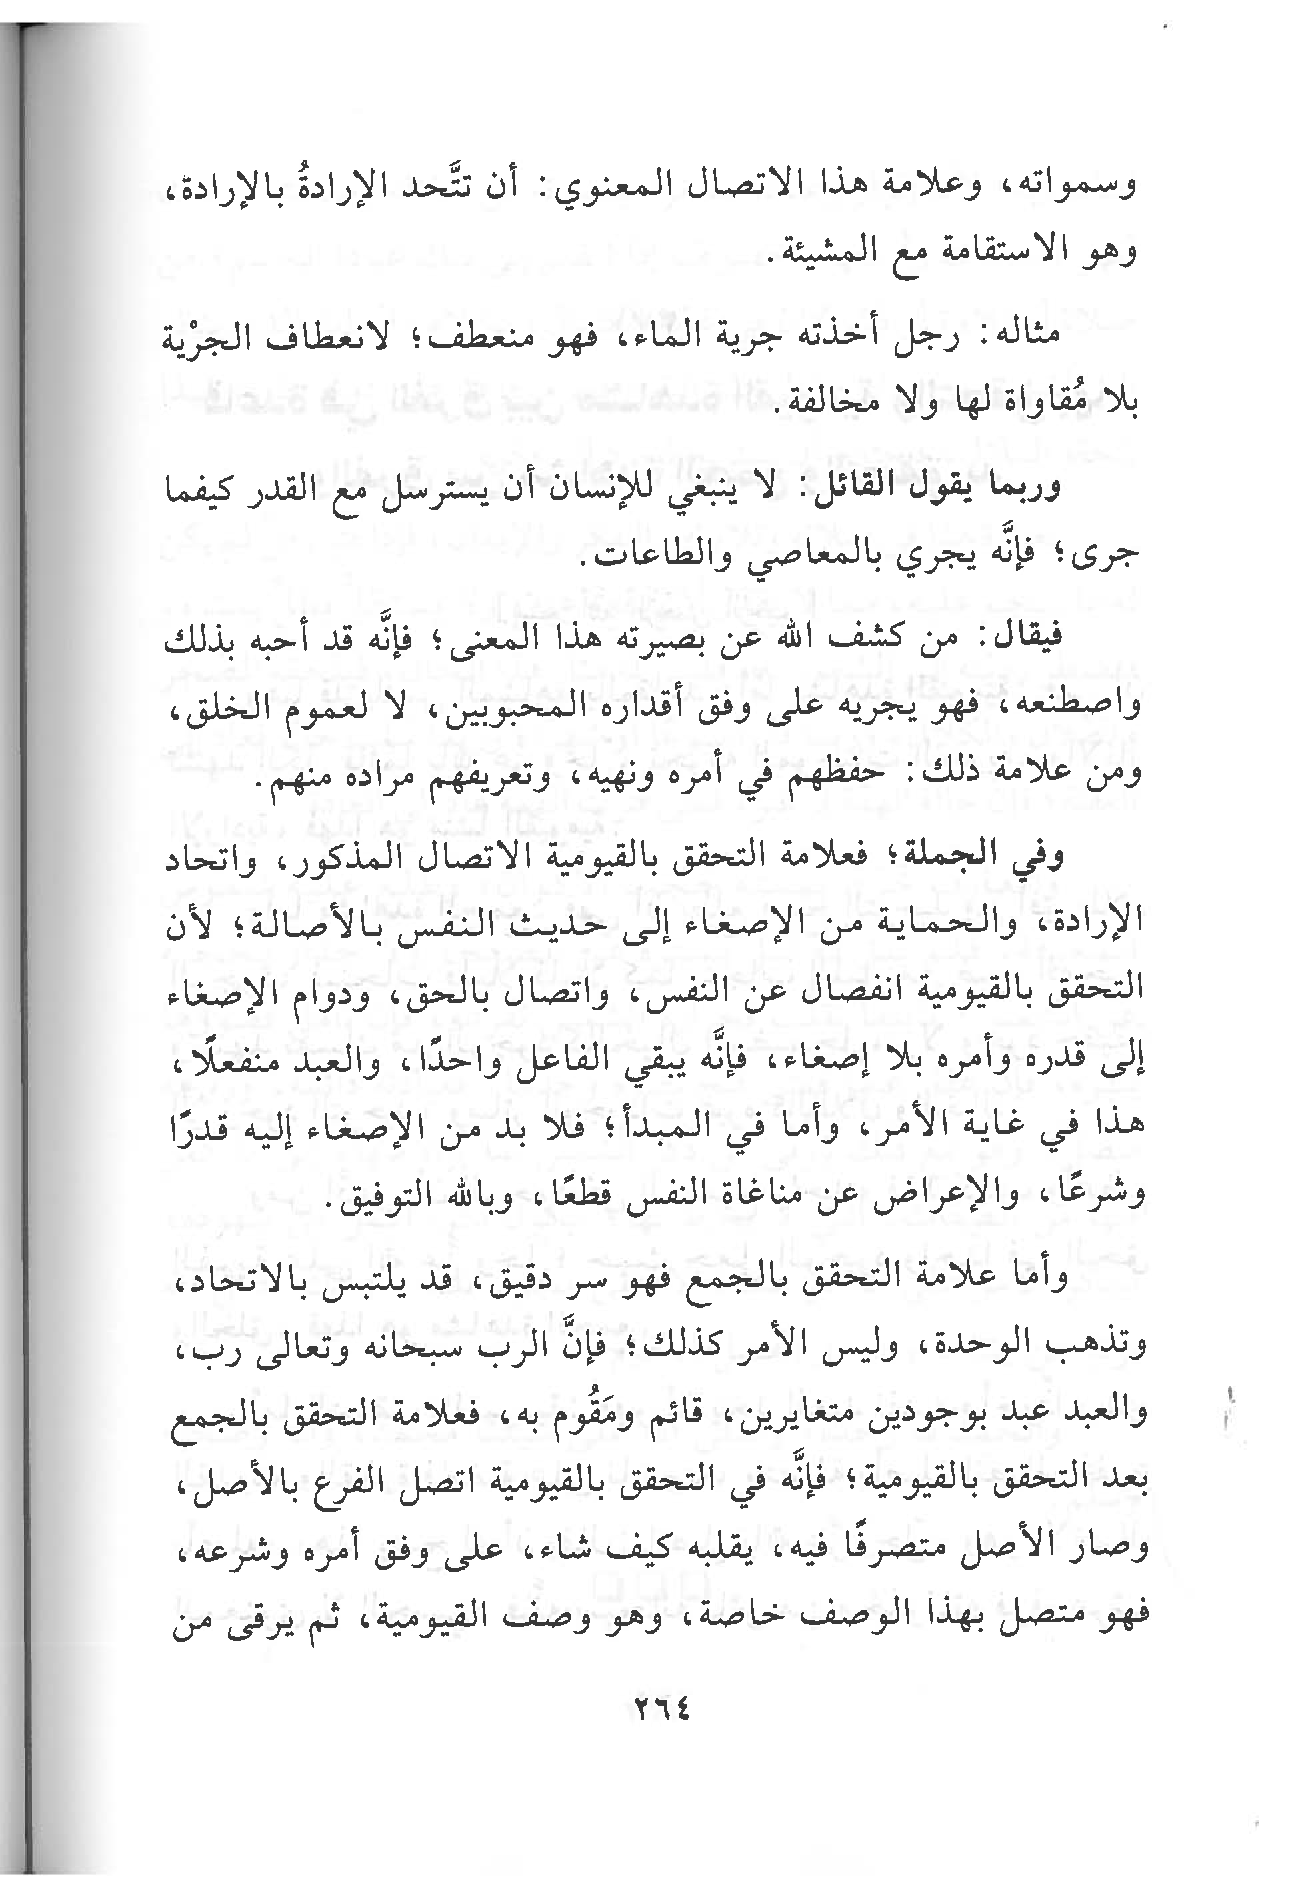 وسمواته، وعلامة هذا الاتصال المعنوي: أن تتَّحد الإرادةُ بالإرادة،
وهو الاستقامة مع المشيئة.
مثاله: رجل أخذته جرية الماء، فهو منعطف؛ لانعطاف الجرْية
بلا مُقاواة لها ولا مخالفة.
وربما يقول القائل: لا ينبغي للإنسان أن يسترسل مع القدر كيفما
جرى؛ فإنَّه يجري بالمعاصي والطاعات.
فيقال: من كشف الله عن بصيرته هذا المعنى؛ فإنَّه قد أحبه بذلك
واصطنعه، فهو يجريه على وفق أقداره المحبوبين، لا لعموم الخلق،
ومن علامة ذلك: حفظهم في أمره ونهيه، وتعريفهم مراده منهم.
وفي الجملة؛ فعلامة التحقق بالقيومية الاتصال المذكور، واتحاد
الإرادة، والحماية من الإصغاء إلى حديث النفس بالأصالة؛ لأن
التحقق بالقيومية انفصال عن النفس، واتصال بالحق، ودوام الإصغاء
إلى قدره وأمره بلا إصغاء، فإنَّه يبقي الفاعل واحدًا، والعبد منفعلًا،
هذا في غاية الأمر، وأما في المبدأ؛ فلا بد من الإصغاء إليه قدرًا
وشرعًا، والإعراض عن مناغاة النفس قطعًا، وبالله التوفيق.
وأما علامة التحقق بالجمع فهو سر دقيق، قد يلتبس بالاتحاد،
وتذهب الوحدة، وليس الأمر كذلك؛ فإنَّ الرب سبحانه وتعالى رب،
والعبد عبد بوجودين متغايرين، قائم ومَقُوم به، فعلامة التحقق بالجمع
بعد التحقق بالقيومية؛ فإنَّه في التحقق بالقيومية اتصل الفرع بالأصل،
وصار الأصل متصرفًا فيه، يقلبه كيف شاء، على وفق أمره وشرعه،
فهو متصل بهذا الوصف خاصة، وهو وصف القيومية، ثم يرقى من
٢٦٤